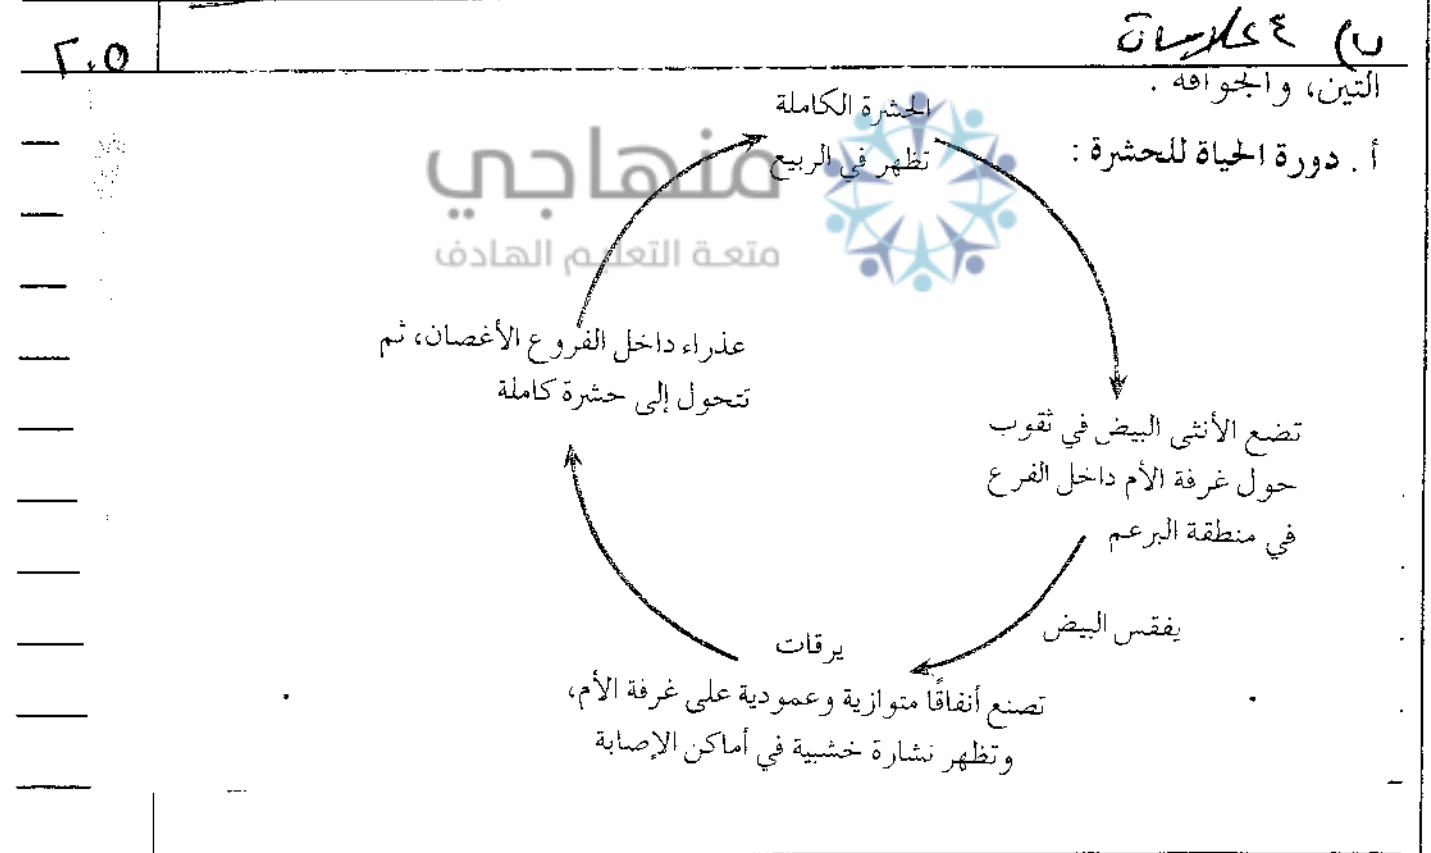 ب) ٤ علامات
٢٠٥
التين، والجوافة .
أ . دورة الحياة للحشرة :
الحشرة الكاملة
تظهر في الربيع
منهاجي
متعة التعليم الهادف
تضع الأنثى البيض في ثقوب
حول غرفة الأم داخل الفرع
في منطقة البرعم
يفقس البيض
يرقات
تصنع أنفاقًا متوازية وعمودية على غرفة الأم،
وتظهر نشارة خشبية في أماكن الإصابة
عذراء داخل الفروع الأغصان، ثم
تتحول إلى حشرة كاملة